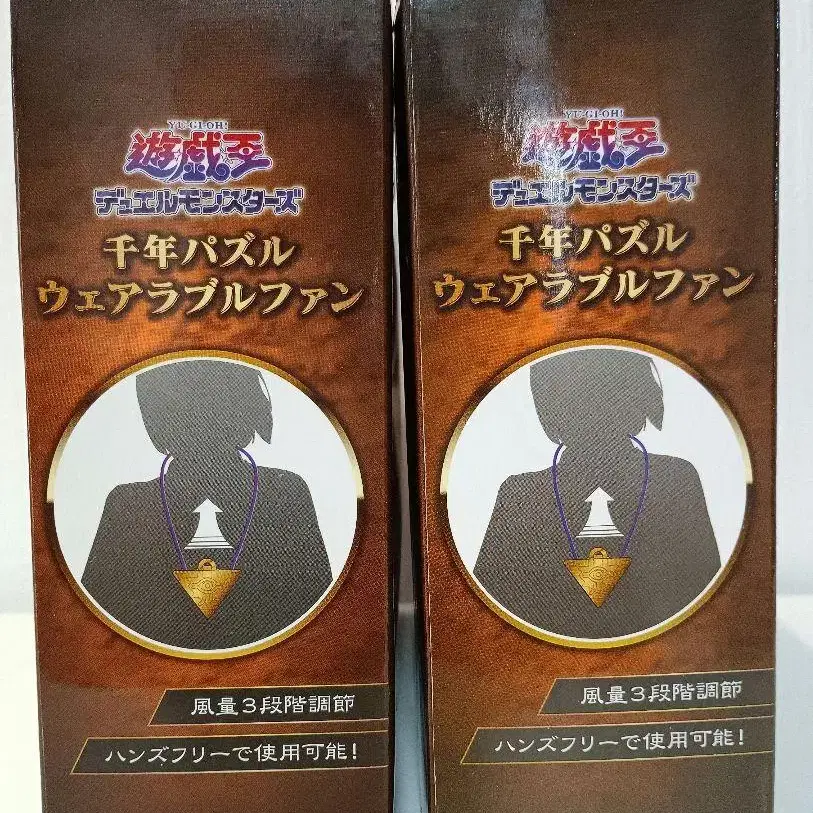 YU-GI-OH!
遊戯王
デュエルモンスターズ
千年パズル
ウェアラブルファン
風量3段階調節
ハンズフリーで使用可能!
YU-GI-OH!
遊戯王
デュエルモンスターズ
千年パズル
ウェアラブルファン
風量3段階調節
ハンズフリーで使用可能!